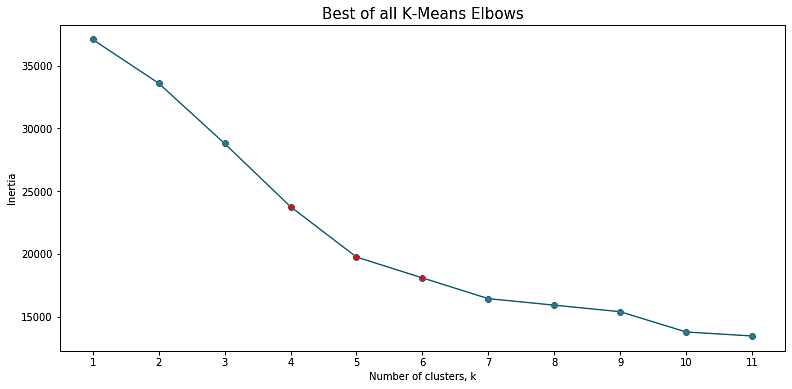 Best of all K-Means Elbows
Inertia
35000
30000
25000
20000
15000
1 2 3 4 5 6 7 8 9 10 11
Number of clusters, k